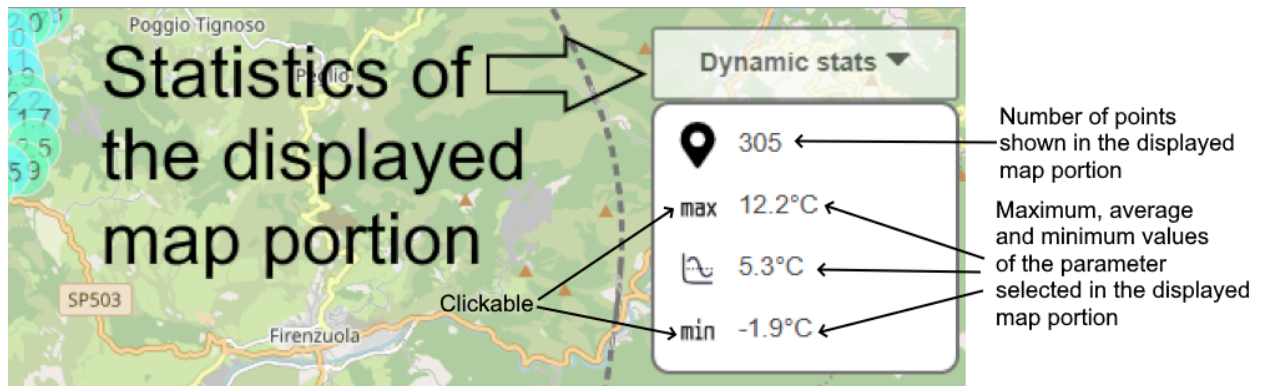 Poggio Tignoso
Statistics of
Peglio
the displayed
map portion
Dynamic stats
305
max 12.2°C
5.3°C
min -1.9°C
Clickable
Number of points
shown in the displayed
map portion
Maximum, average
and minimum values
of the parameter
selected in the displayed
map portion
SP503
Firenzuola